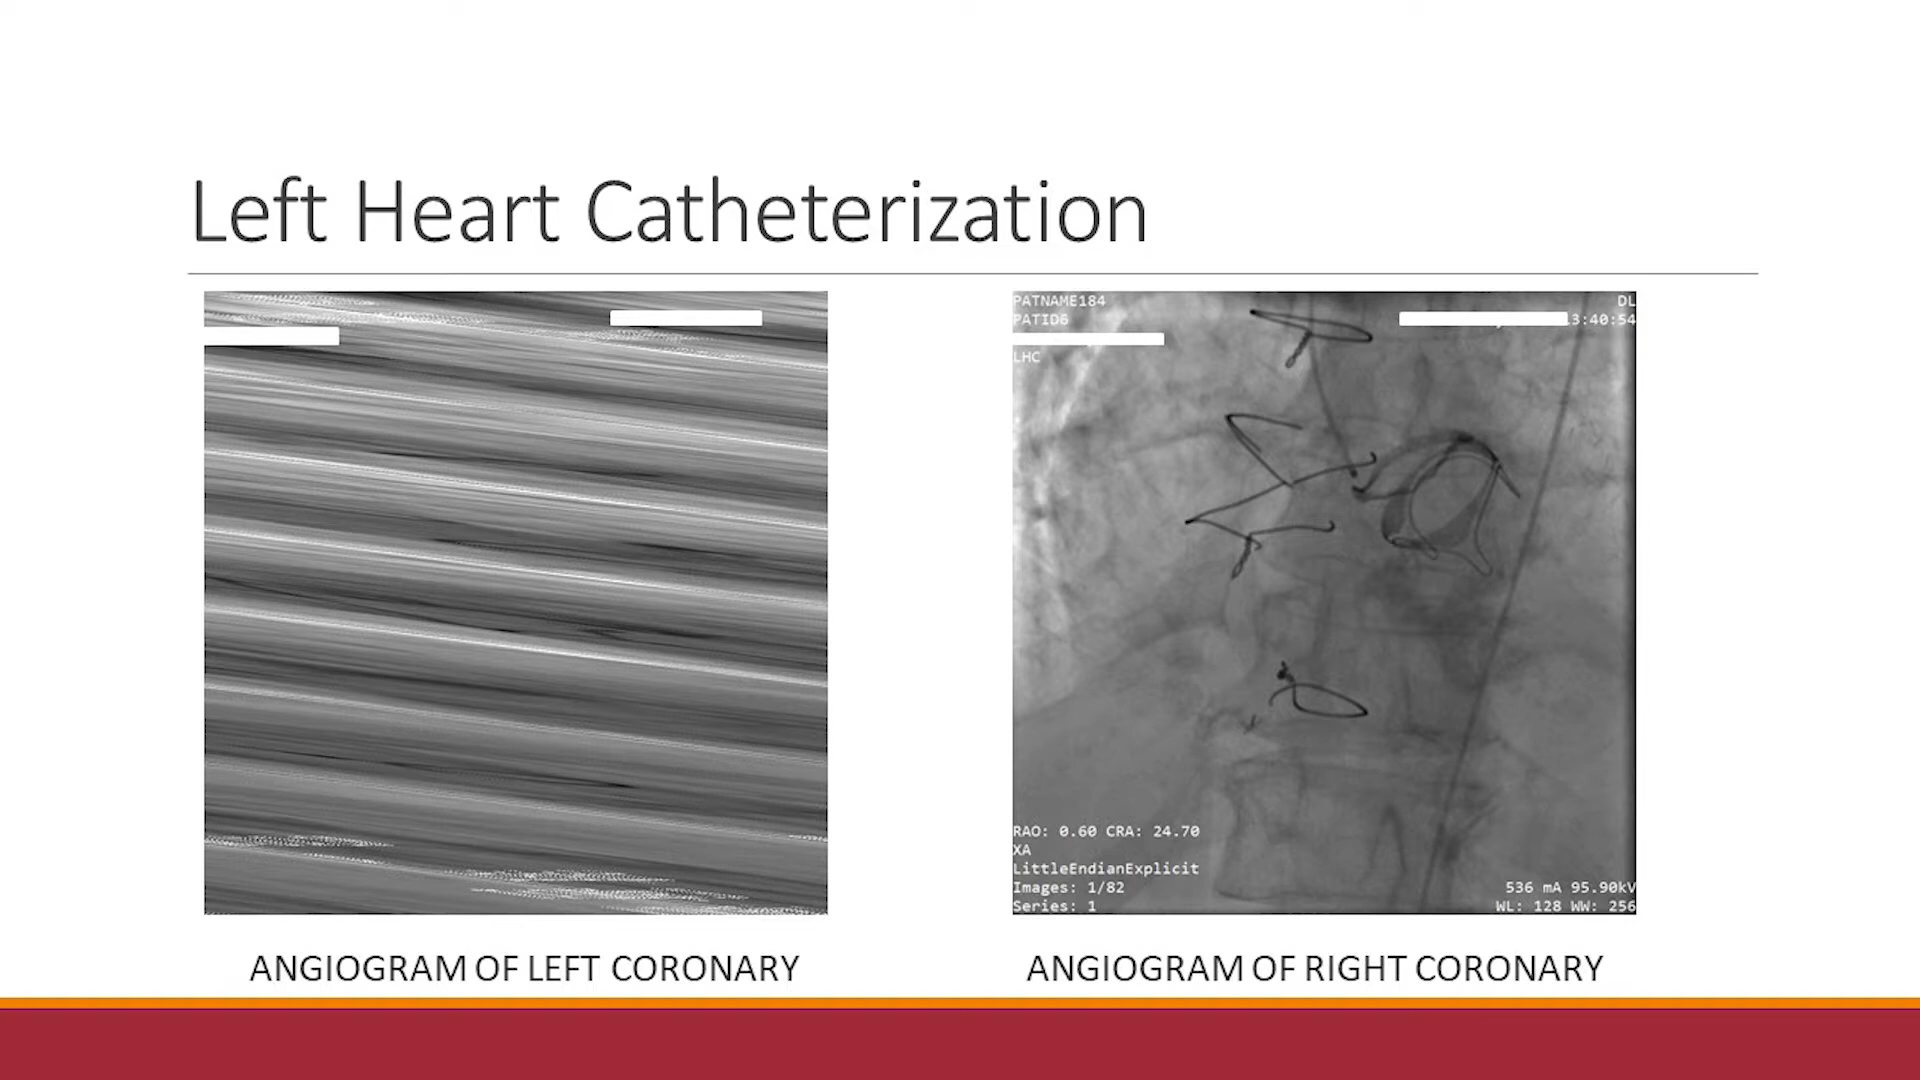 Left Heart Catheterization
PATNAME184
DL
PATID6
3:40:54
LHC
RAO: 0.60 CRA: 24.70
XA
LittleEndianExplicit
Images: 1/82
536 mA 95.90kV
Series: 1
WL: 128 WW: 256
ANGIOGRAM OF LEFT CORONARY
ANGIOGRAM OF RIGHT CORONARY